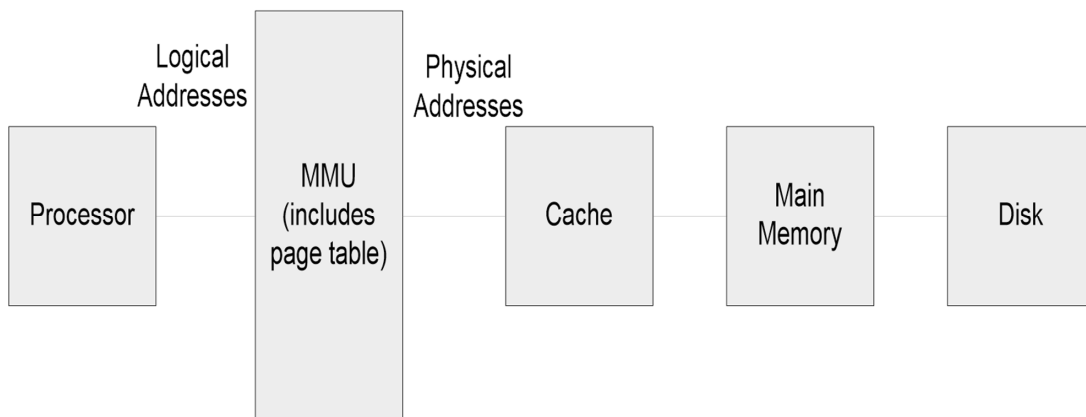 Logical
Addresses
Physical
Addresses
Processor
MMU
(includes
page table)
Cache
Main
Memory
Disk